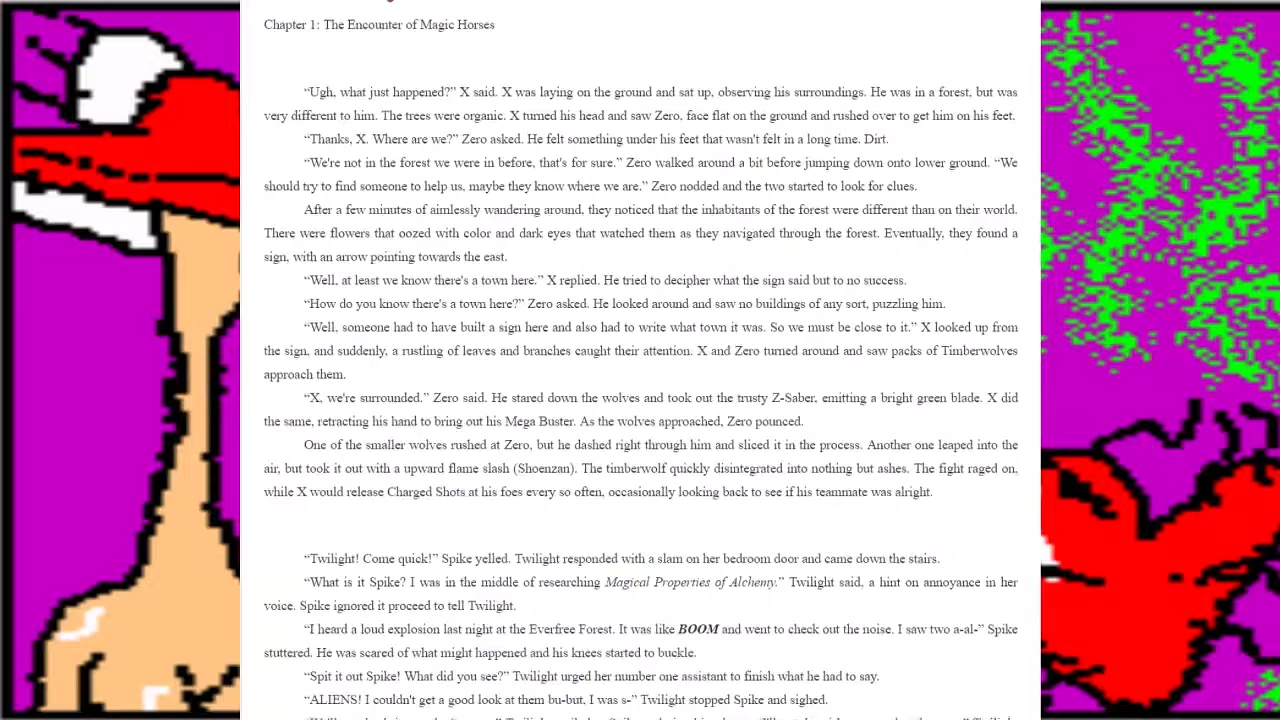 Chapter 1: The Encounter of Magic Horses
“Ugh, what just happened?” X said. X was laying on the ground and sat up, observing his surroundings. He was in a forest, but was
very different to him. The trees were organic. X turned his head and saw Zero, face flat on the ground and rushed over to get him on his feet.
“Thanks, X. Where are we?” Zero asked. He felt something under his feet that wasn't felt in a long time. Dirt.
“We're not in the forest we were in before, that's for sure.” Zero walked around a bit before jumping down onto lower ground. “We
should try to find someone to help us, maybe they know where we are.” Zero nodded and the two started to look for clues.
After a few minutes of aimlessly wandering around, they noticed that the inhabitants of the forest were different than on their world.
There were flowers that oozed with color and dark eyes that watched them as they navigated through the forest. Eventually, they found a
sign, with an arrow pointing towards the east.
“Well, at least we know there's a town here.” X replied. He tried to decipher what the sign said but to no success.
“How do you know there's a town here?” Zero asked. He looked around and saw no buildings of any sort, puzzling him.
“Well, someone had to have built a sign here and also had to write what town it was. So we must be close to it.” X looked up from
the sign, and suddenly, a rustling of leaves and branches caught their attention. X and Zero turned around and saw packs of Timberwolves
approach them.
“X, we're surrounded.” Zero said. He stared down the wolves and took out the trusty Z-Saber, emitting a bright green blade. X did
the same, retracting his hand to bring out his Mega Buster. As the wolves approached, Zero pounced.
One of the smaller wolves rushed at Zero, but he dashed right through him and sliced it in the process. Another one leaped into the
air, but took it out with a upward flame slash (Shoenzan). The timberwolf quickly disintegrated into nothing but ashes. The fight raged on,
while X would release Charged Shots at his foes every so often, occasionally looking back to see if his teammate was alright.
“Twilight! Come quick!” Spike yelled. Twilight responded with a slam on her bedroom door and came down the stairs.
“What is it Spike? I was in the middle of researching Magical Properties of Alchemy.” Twilight said, a hint on annoyance in her
voice. Spike ignored it proceed to tell Twilight.
“I heard a loud explosion last night at the Everfree Forest. It was like BOOM and went to check out the noise. I saw two a-al-” Spike
stuttered. He was scared of what might happened and his knees started to buckle.
“Spit it out Spike! What did you see?” Twilight urged her number one assistant to finish what he had to say.
“ALIENS! I couldn't get a good look at them bu-but, I was s-” Twilight stopped Spike and sighed.